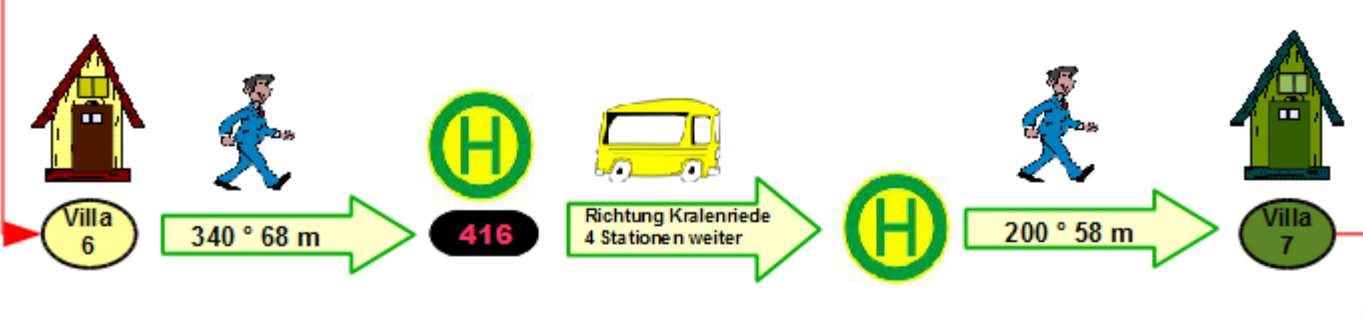 Villa
6
340 ° 68 m
H
416
Richtung Kralenriede
4 Stationen weiter
H
200 ° 58 m
Villa
7